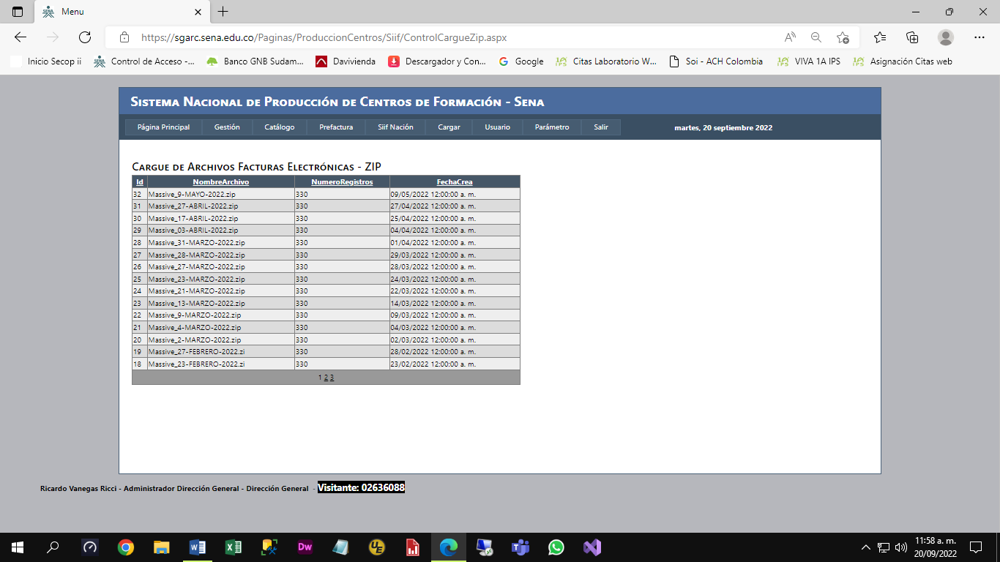 Menu
https://sgarc.sena.edu.co/Paginas/ProduccionCentros/Siif/ControlCargueZip.aspx
Inicio Secop ii SENA Control de Acceso -... Banco GNB Sudam... Davivienda Descargador y Con... Google Citas Laboratorio W... Soi - ACH Colombia VIVA 1A IPS Asignación Citas web
Sistema Nacional de Producción de Centros de Formación - Sena
Página Principal Gestión Catálogo Prefactura Siif Nación Cargar Usuario Parámetro Salir martes, 20 septiembre 2022
Cargue de Archivos Facturas Electrónicas - ZIP
Id NombreArchivo NumeroRegistros FechaCrea
32 Massive_9-MAYO-2022.zip 330 09/05/2022 12:00:00 a. m.
31 Massive_27-ABRIL-2022.zip 330 27/04/2022 12:00:00 a. m.
30 Massive_17-ABRIL-2022.zip 330 25/04/2022 12:00:00 a. m.
29 Massive_03-ABRIL-2022.zip 330 04/04/2022 12:00:00 a. m.
28 Massive_31-MARZO-2022.zip 330 01/04/2022 12:00:00 a. m.
27 Massive_28-MARZO-2022.zip 330 29/03/2022 12:00:00 a. m.
26 Massive_27-MARZO-2022.zip 330 28/03/2022 12:00:00 a. m.
25 Massive_23-MARZO-2022.zip 330 24/03/2022 12:00:00 a. m.
24 Massive_21-MARZO-2022.zip 330 22/03/2022 12:00:00 a. m.
23 Massive_13-MARZO-2022.zip 330 14/03/2022 12:00:00 a. m.
22 Massive_9-MARZO-2022.zip 330 09/03/2022 12:00:00 a. m.
21 Massive_4-MARZO-2022.zip 330 04/03/2022 12:00:00 a. m.
20 Massive_2-MARZO-2022.zip 330 02/03/2022 12:00:00 a. m.
19 Massive_27-FEBRERO-2022.zi 330 28/02/2022 12:00:00 a. m.
18 Massive_23-FEBRERO-2022.zi 330 23/02/2022 12:00:00 a. m.
1 2 3
Ricardo Vanegas Ricci - Administrador Dirección General - Dirección General - Visitante: 02636088
Dw
UE
11:58 a. m.
20/09/2022